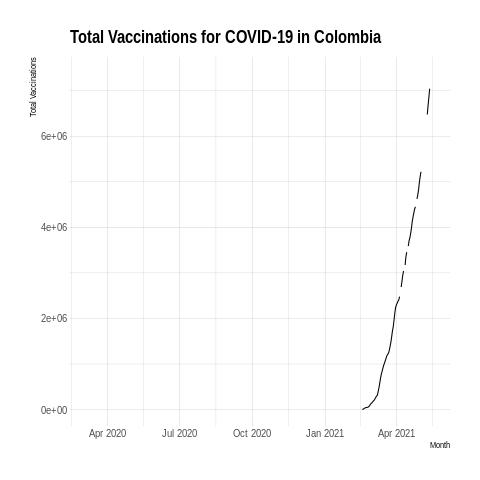 Total Vaccinations for COVID-19 in Colombia
Total Vaccinations
6e+06
4e+06
2e+06
0e+00
Apr 2020 Jul 2020 Oct 2020 Jan 2021 Apr 2021
Month